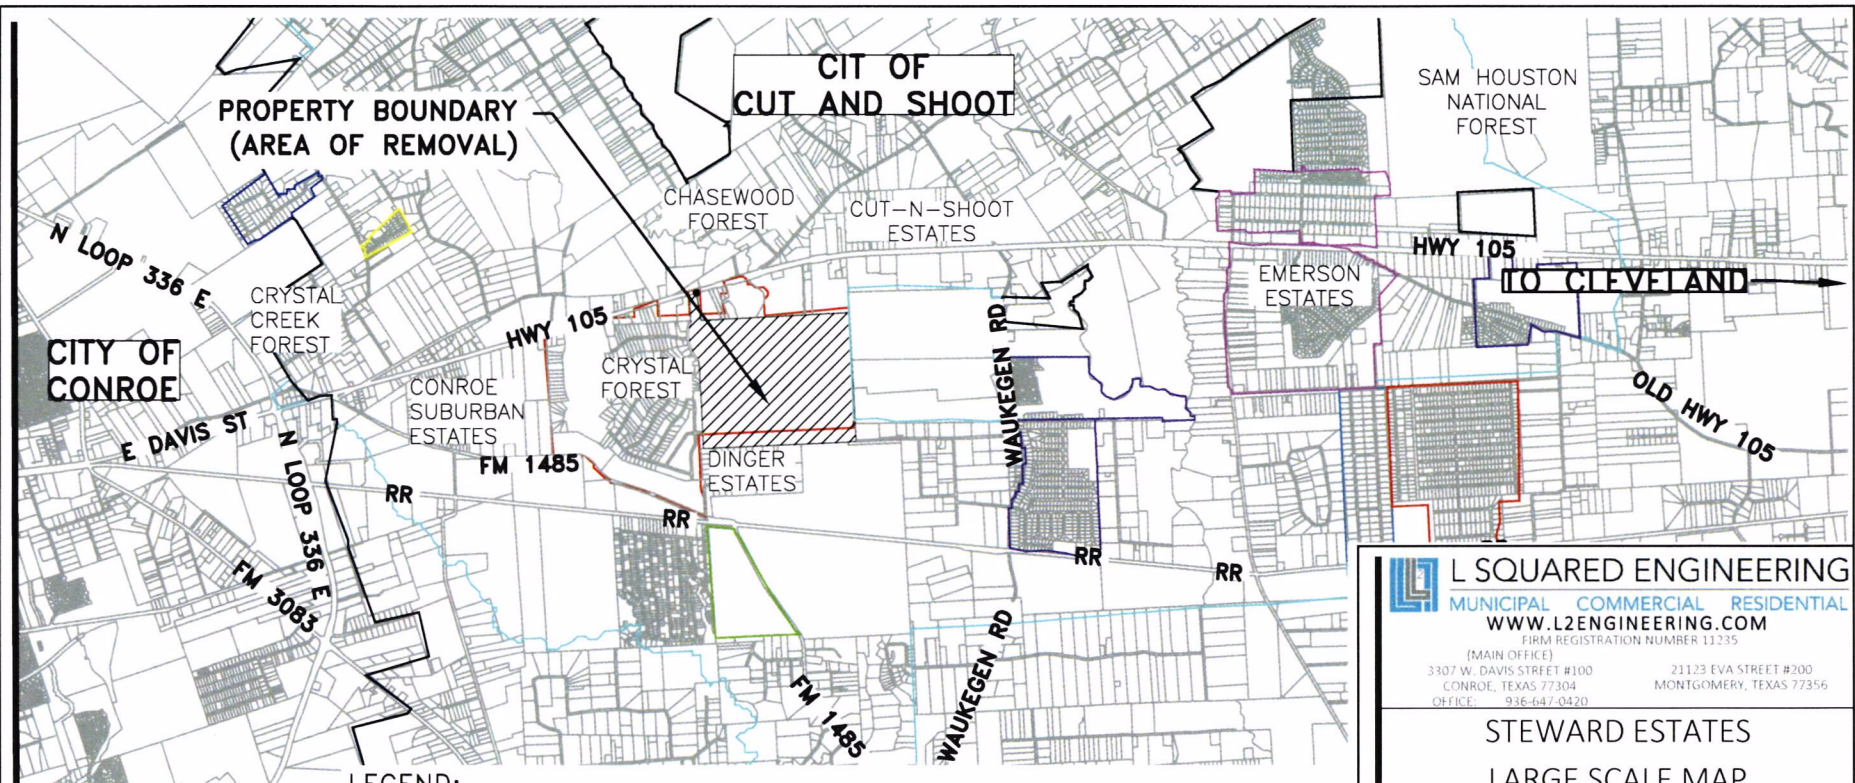 CIT OF
CUT AND SHOOT
SAM HOUSTON
NATIONAL
FOREST
PROPERTY BOUNDARY
(AREA OF REMOVAL)
CHASEWOOD
FOREST
CUT-N-SHOOT
ESTATES
N LOOP 336 E
HWY 105
EMERSON
ESTATES
TO CLEVELAND
CRYSTAL
CREEK
FOREST
HWY 105
CITY OF
CONROE
CRYSTAL
FOREST
WAUKEGEN RD
CONROE
SUBURBAN
ESTATES
OLD HWY 105
E DAVIS ST
N LOOP 336 E
FM 1485
DINGER
ESTATES
RR
RR
RR
RR
FM 3083
WAUKEGEN RD
FM 1485
L SQUARED ENGINEERING
MUNICIPAL COMMERCIAL RESIDENTIAL
WWW.L2ENGINEERING.COM
FIRM REGISTRATION NUMBER 11235
(MAIN OFFICE)
3307 W. DAVIS STREET #100
CONROE, TEXAS 77304
OFFICE: 936-647-0420
21123 EVA STREET #200
MONTGOMERY, TEXAS 77356
STEWARD ESTATES
LARGE SCALE MAP
LEGEND: